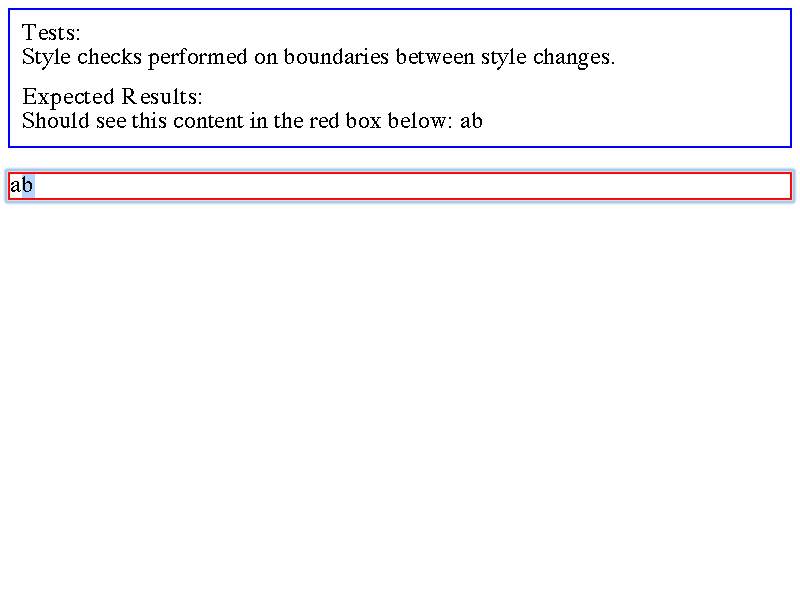 Tests:
Style checks performed on boundaries between style changes.
Expected Results:
Should see this content in the red box below: ab
ab